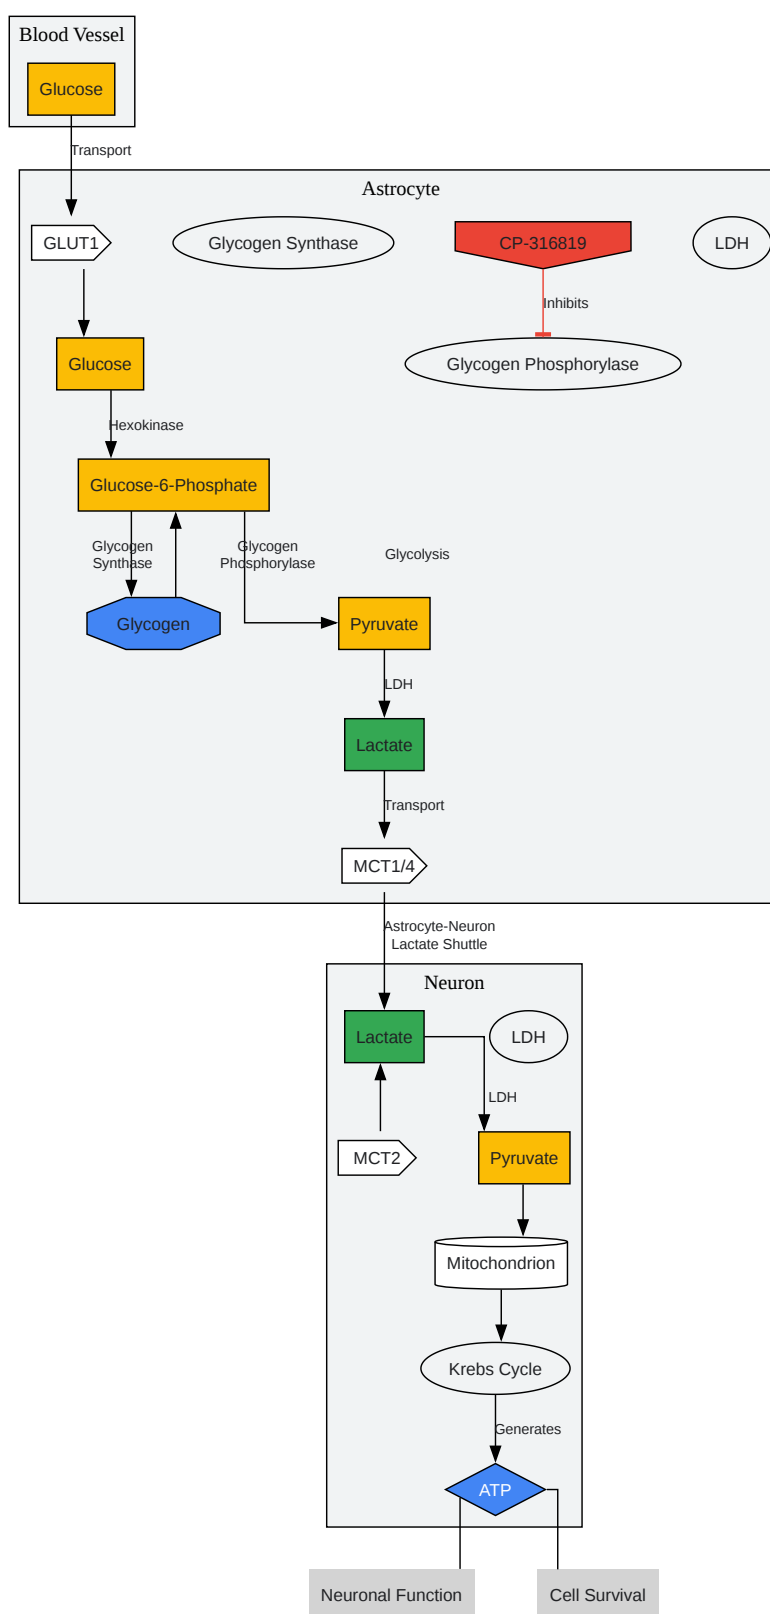 Blood Vessel
Glucose
Transport
Astrocyte
GLUT1
Glycogen Synthase
CP-316819
LDH
Inhibits
Glucose
Glycogen Phosphorylase
Hexokinase
Glucose-6-Phosphate
Glycogen
Synthase
Glycogen
Phosphorylase
Glycolysis
Glycogen
Pyruvate
LDH
Lactate
Transport
MCT1/4
Astrocyte-Neuron
Lactate Shuttle
Neuron
Lactate
LDH
LDH
MCT2
Pyruvate
Mitochondrion
Krebs Cycle
Generates
ATP
Neuronal Function
Cell Survival